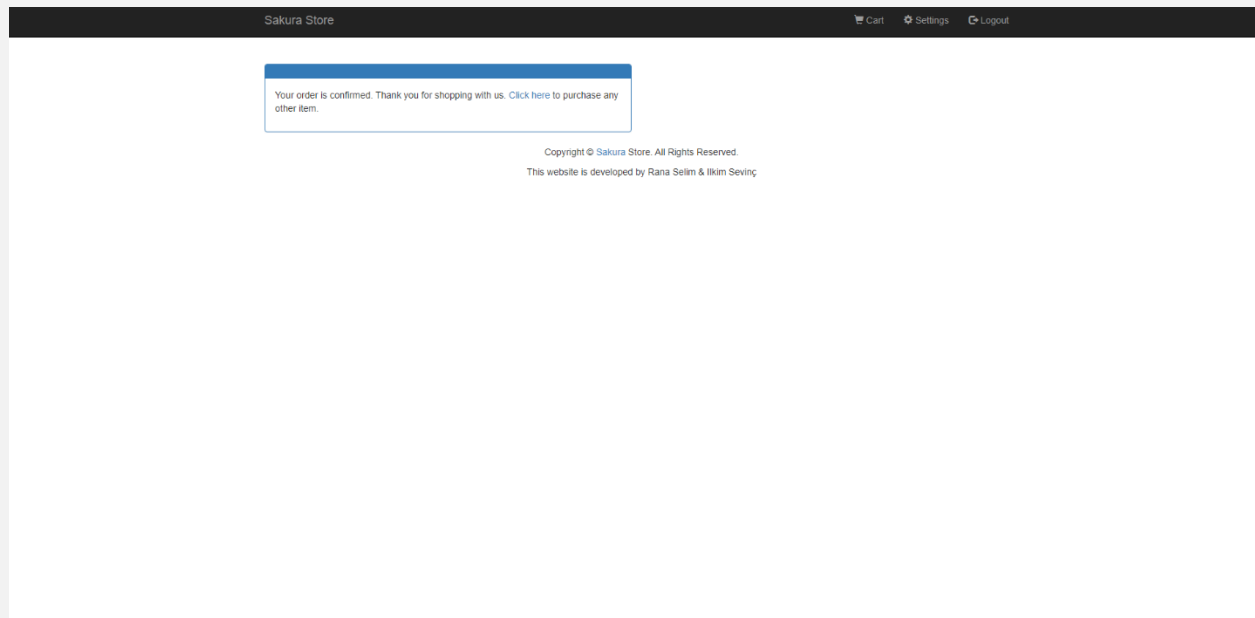 Sakura Store Cart Settings Logout
Your order is confirmed. Thank you for shopping with us. Click here to purchase any
other item.
Copyright © Sakura Store. All Rights Reserved.
This website is developed by Rana Selim & Ilkim Sevinç